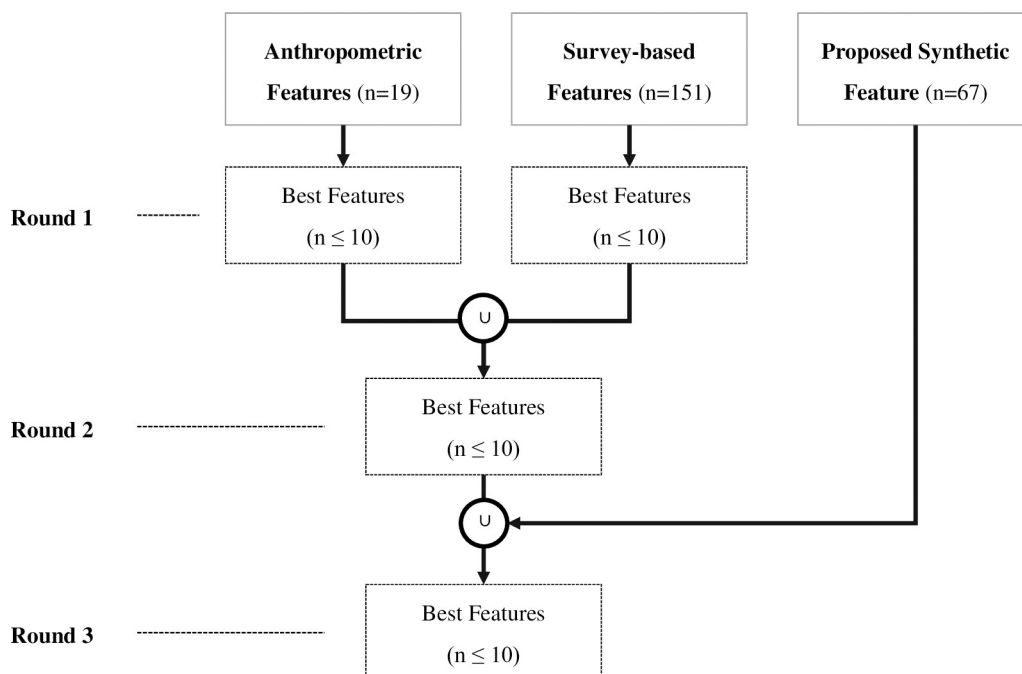 Anthropometric
Features (n=19)
Survey-based
Features (n=151)
Proposed Synthetic
Feature (n=67)
Round 1
Best Features
(n ≤ 10)
Best Features
(n ≤ 10)
∪
Round 2
Best Features
(n ≤ 10)
∪
Round 3
Best Features
(n ≤ 10)